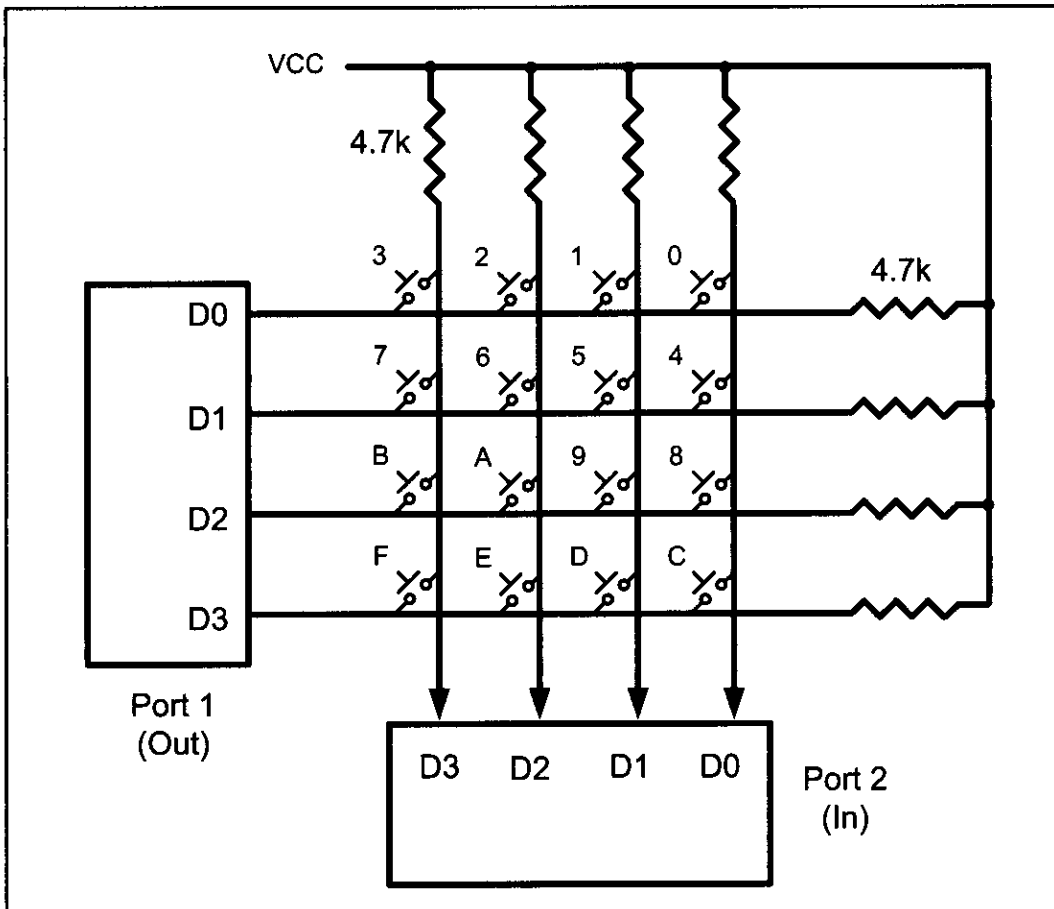 VCC
4.7k
3 2 1 0
4.7k
D0
7 6 5 4
D1
B A 9 8
D2
F E D C
D3
Port 1
(Out)
D3 D2 D1 D0
Port 2
(In)